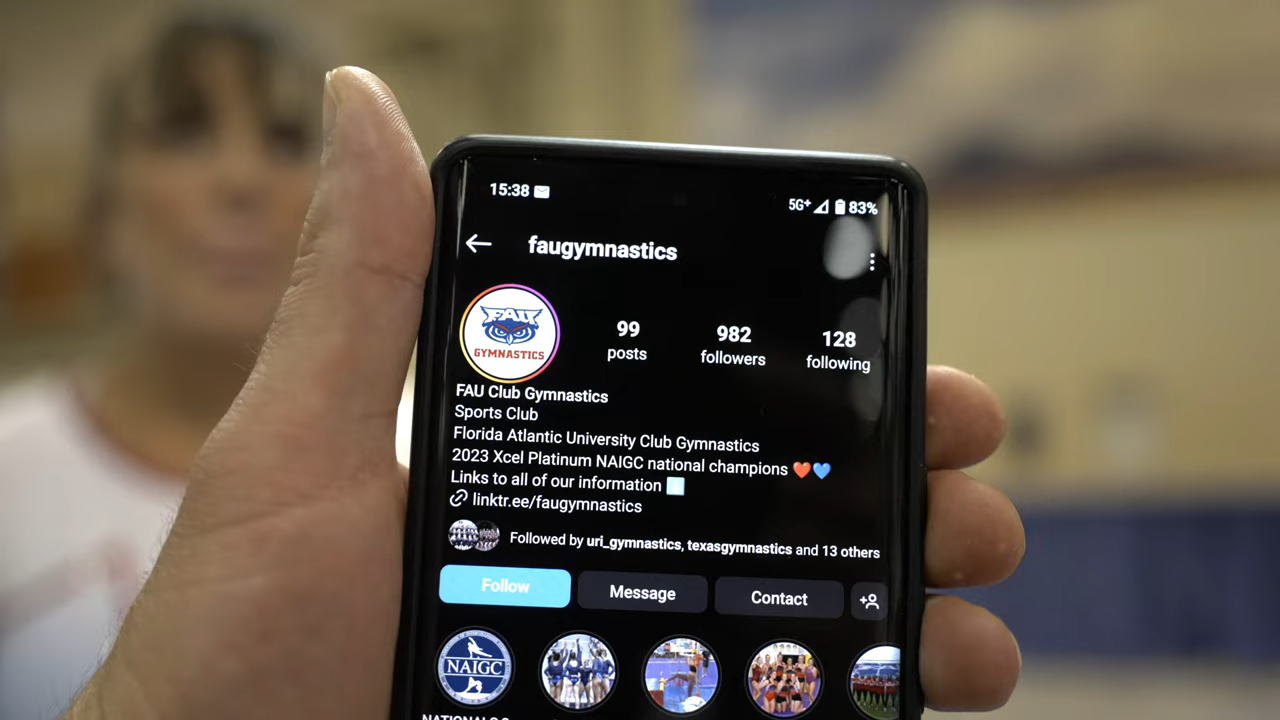 15:38
5G+ 83%
faugymnastics
FAU
GYMNASTICS
99
posts
982
followers
128
following
FAU Club Gymnastics
Sports Club
Florida Atlantic University Club Gymnastics
2023 Xcel Platinum NAIGC national champions ❤️💙
Links to all of our information ⬇️
linktr.ee/faugymnastics
Followed by uri_gymnastics, texasgymnastics and 13 others
Follow
Message
Contact
NAIGC